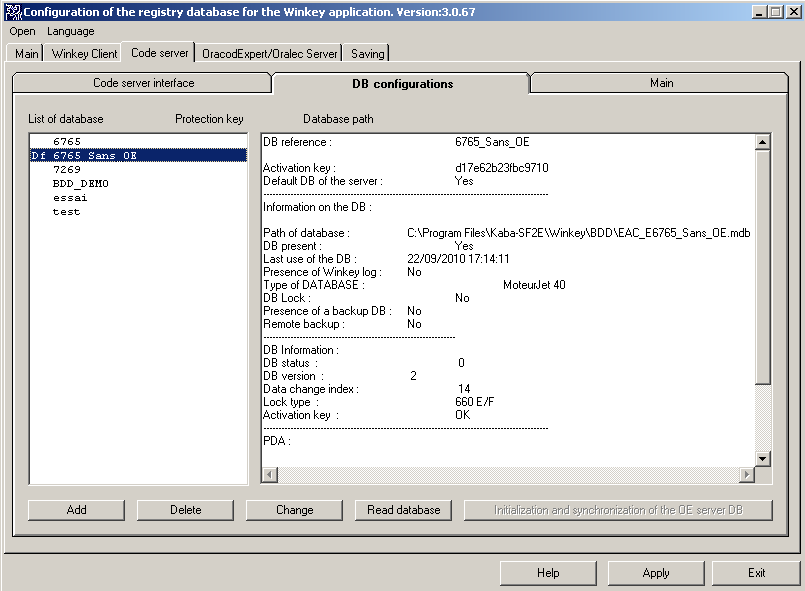 Configuration of the registry database for the Winkey application. Version:3.0.67
Open Language
Main Winkey Client Code server OracodExpert/Oralec Server Saving
Code server interface DB configurations Main
List of database Protection key Database path
6765
Df 6765 Sans OE
7269
BDD_DEMO
essai
test
DB reference : 6765_Sans_OE
Activation key : d17e62b23fbc9710
Default DB of the server : Yes
--------------------------------------------------------------------------------
Information on the DB :
Path of database : C:\Program Files\Kaba-SF2E\Winkey\BDD\EAC_E6765_Sans_OE.mdb
DB present : Yes
Last use of the DB : 22/09/2010 17:14:11
Presence of Winkey log : No
Type of DATABASE : MoteurJet 40
DB Lock : No
Presence of a backup DB : No
Remote backup : No
------------------------------------------------------
DB Information :
DB status : 0
DB version : 2
Data change index : 14
Lock type : 660 E/F
Activation key : OK
--------------------------------------------------------------------------------
PDA :
Add Delete Change Read database Initialization and synchronization of the OE server DB
Help Apply Exit